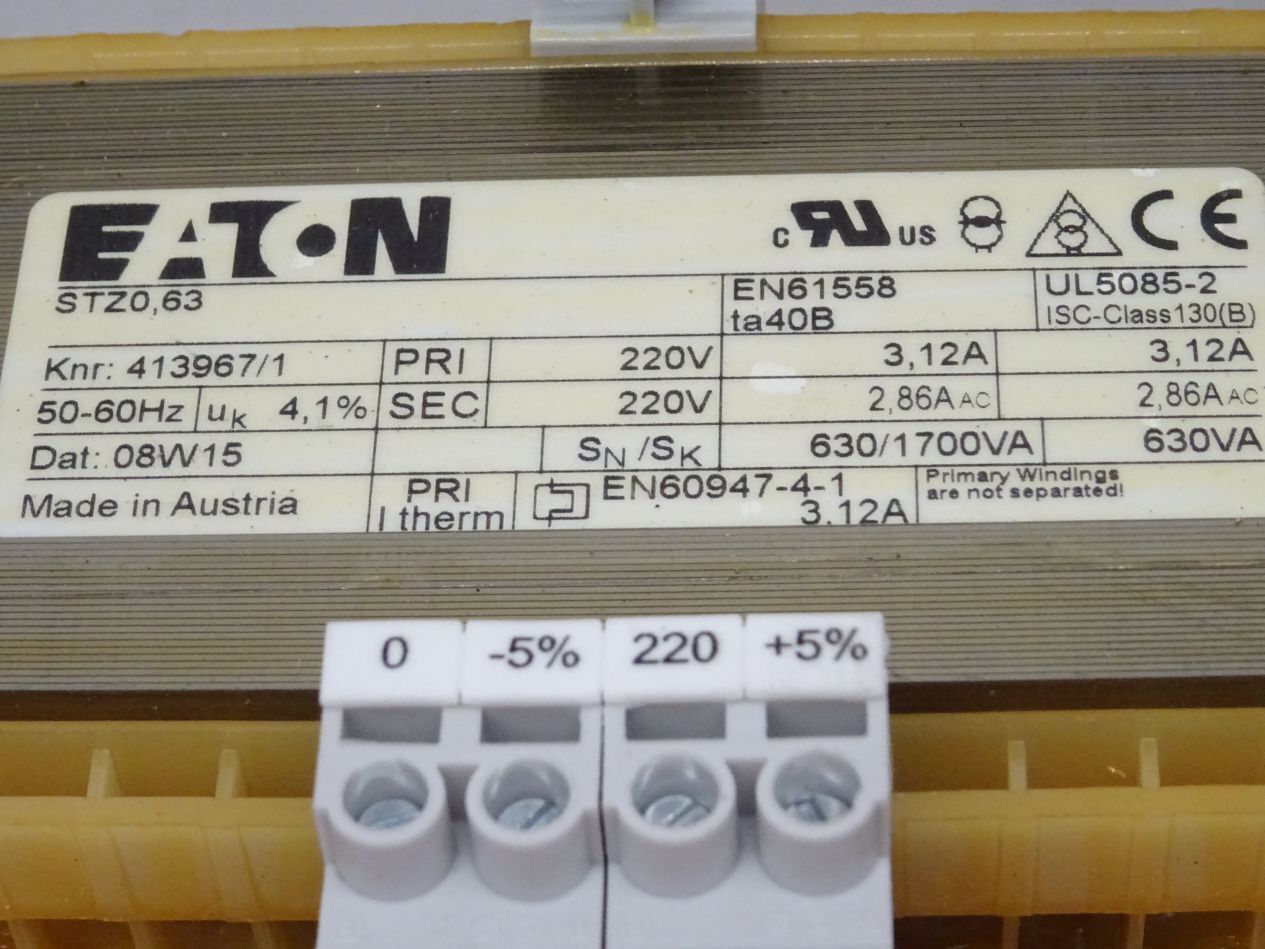 EATON
c RU US CE
STZ0,63 EN61558 UL5085-2
ta40B ISC-Class130(B)
Knr: 413967/1 PRI 220V 3,12A 3,12A
50-60Hz uk 4,1% SEC 220V 2,86A AC 2,86A AC
Dat: 08W15 SN /SK 630/1700VA 630VA
Made in Austria PRI EN60947-4-1 Primary Windings
I therm 3,12A are not separated!
0 -5% 220 +5%